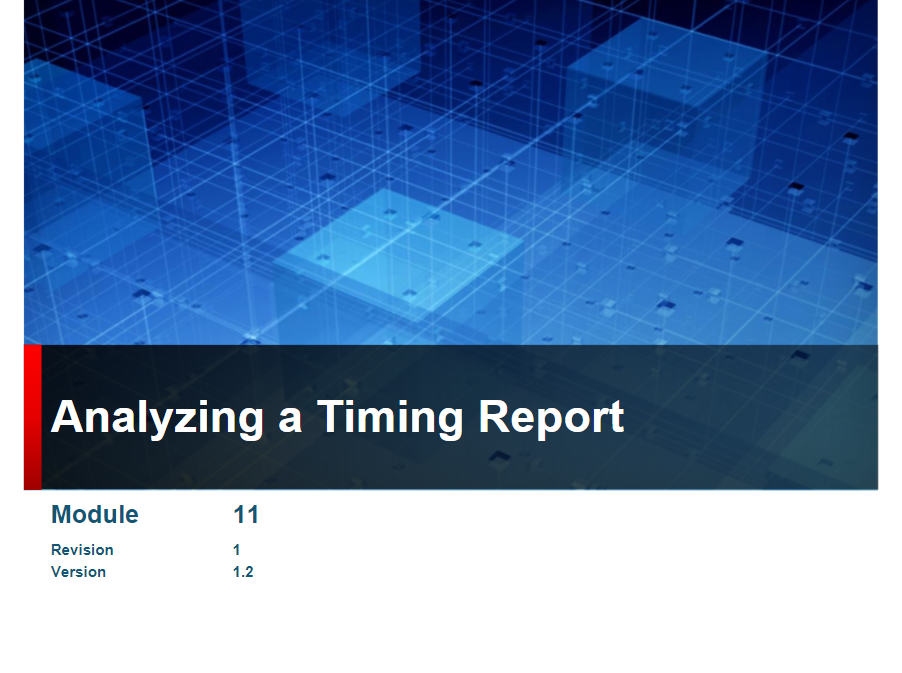 Analyzing a Timing Report
Module 11
Revision 1
Version 1.2